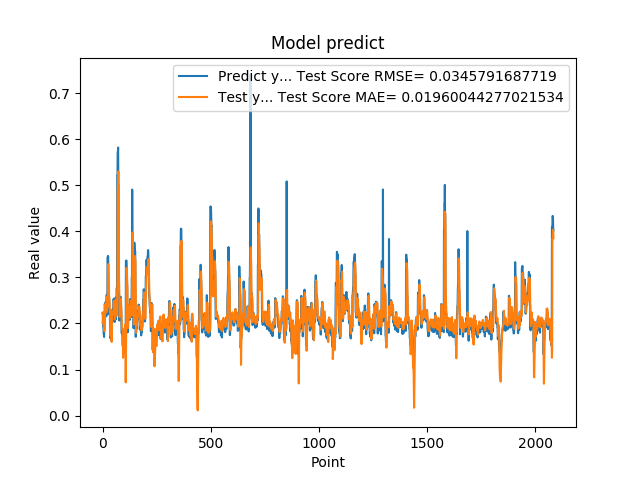 Model predict
Predict y... Test Score RMSE= 0.0345791687719
Test y... Test Score MAE= 0.01960044277021534
0.7
0.6
0.5
0.4
0.3
0.2
0.1
0.0
Real value
0 500 1000 1500 2000
Point